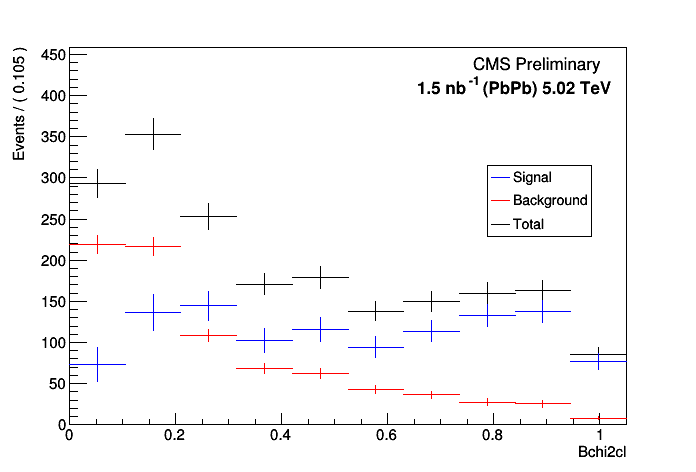 CMS Preliminary
1.5 nb-1 (PbPb) 5.02 TeV
Events / ( 0.105 )
450
400
350
300
250
200
150
100
50
0
Signal
Background
Total
0 0.2 0.4 0.6 0.8 1
Bchi2cl